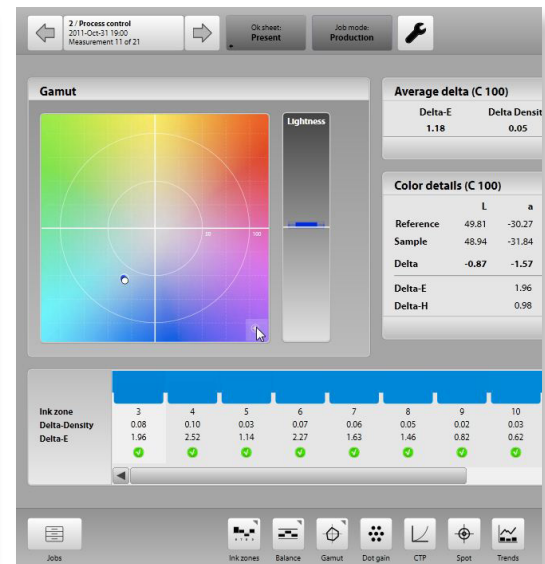 2 / Process control
2011-Oct-31 19:00
Measurement 11 of 21
Ok sheet:
Present
Job mode:
Production
Gamut
Lightness
50
100
Average delta (C 100)
Delta-E Delta Densit
1.18 0.05
Color details (C 100)
L a
Reference 49.81 -30.27
Sample 48.94 -31.84
Delta -0.87 -1.57
Delta-E 1.96
Delta-H 0.98
Ink zone 3 4 5 6 7 8 9 10
Delta-Density 0.08 0.10 0.03 0.07 0.06 0.05 0.02 0.03
Delta-E 1.96 2.52 1.14 2.27 1.63 1.46 0.82 0.62
Jobs
Ink zones Balance Gamut Dot gain CTP Spot Trends